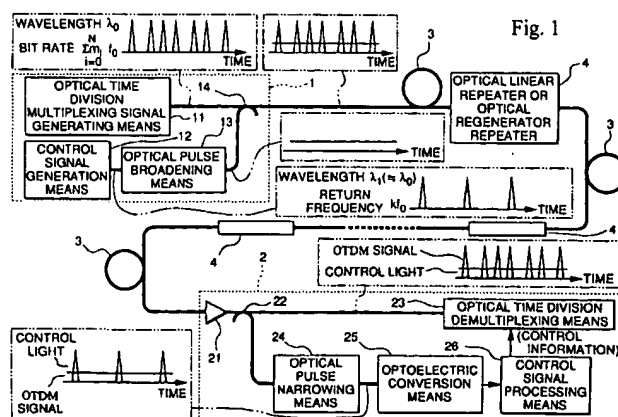 Fig. 1
WAVELENGTH λ0
BIT RATE N Σmi f0 i=0
TIME
TIME
3
4
1
14
OPTICAL TIME
DIVISION
MULTIPLEXING SIGNAL
GENERATING MEANS
11
OPTICAL LINEAR
REPEATER OR
OPTICAL
REGENERATOR
REPEATER
12
13
CONTROL
SIGNAL
GENERATION
MEANS
OPTICAL PULSE
BROADENING
MEANS
TIME
3
WAVELENGTH λ1(≒λ0)
RETURN
FREQUENCY kf0
TIME
3
4
4
OTDM SIGNAL
CONTROL LIGHT
TIME
2
22
23
21
OPTICAL TIME DIVISION
DEMULTIPLEXING MEANS
(CONTROL
INFORMATION)
24
25
26
CONTROL
LIGHT
OTDM
SIGNAL
TIME
OPTICAL
PULSE
NARROWING
MEANS
OPTOELECTRIC
CONVERSION
MEANS
CONTROL
SIGNAL
PROCESSING
MEANS